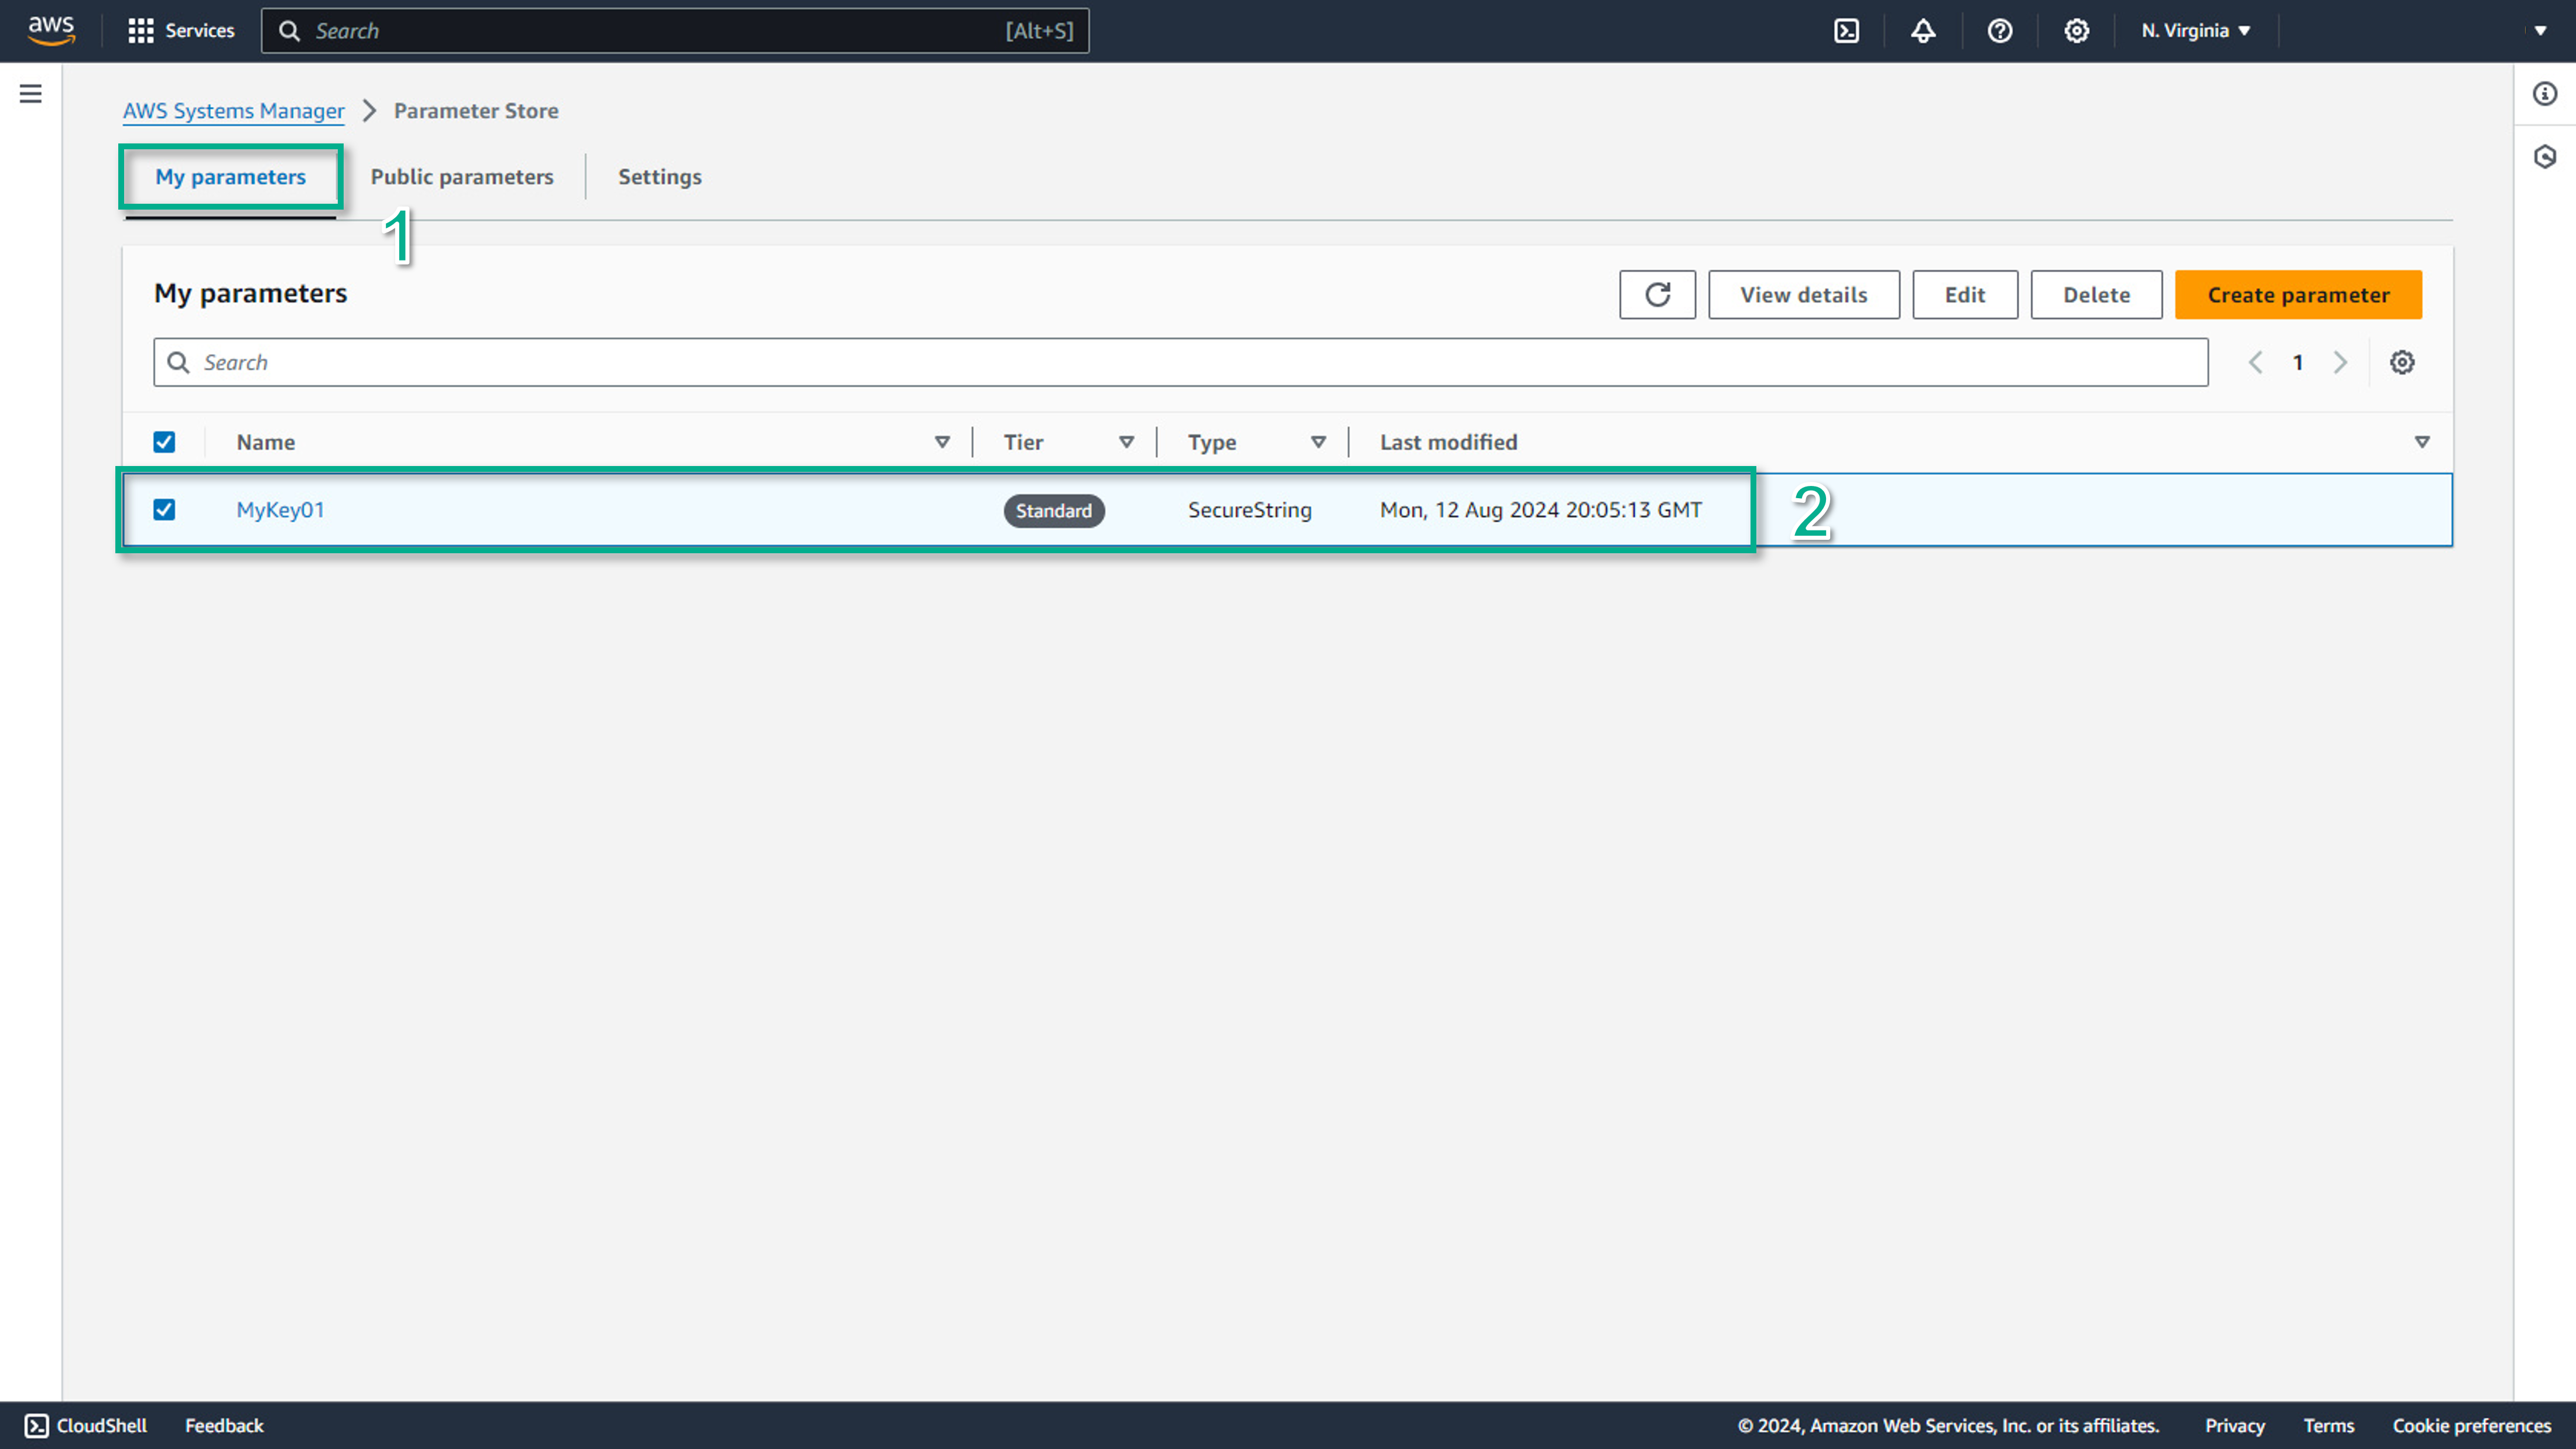 aws Services Search [Alt+S] N. Virginia
AWS Systems Manager Parameter Store
My parameters Public parameters Settings
1
My parameters View details Edit Delete Create parameter
Search 1
Name Tier Type Last modified
MyKey01 Standard SecureString Mon, 12 Aug 2024 20:05:13 GMT 2
CloudShell Feedback © 2024, Amazon Web Services, Inc. or its affiliates. Privacy Terms Cookie preferences